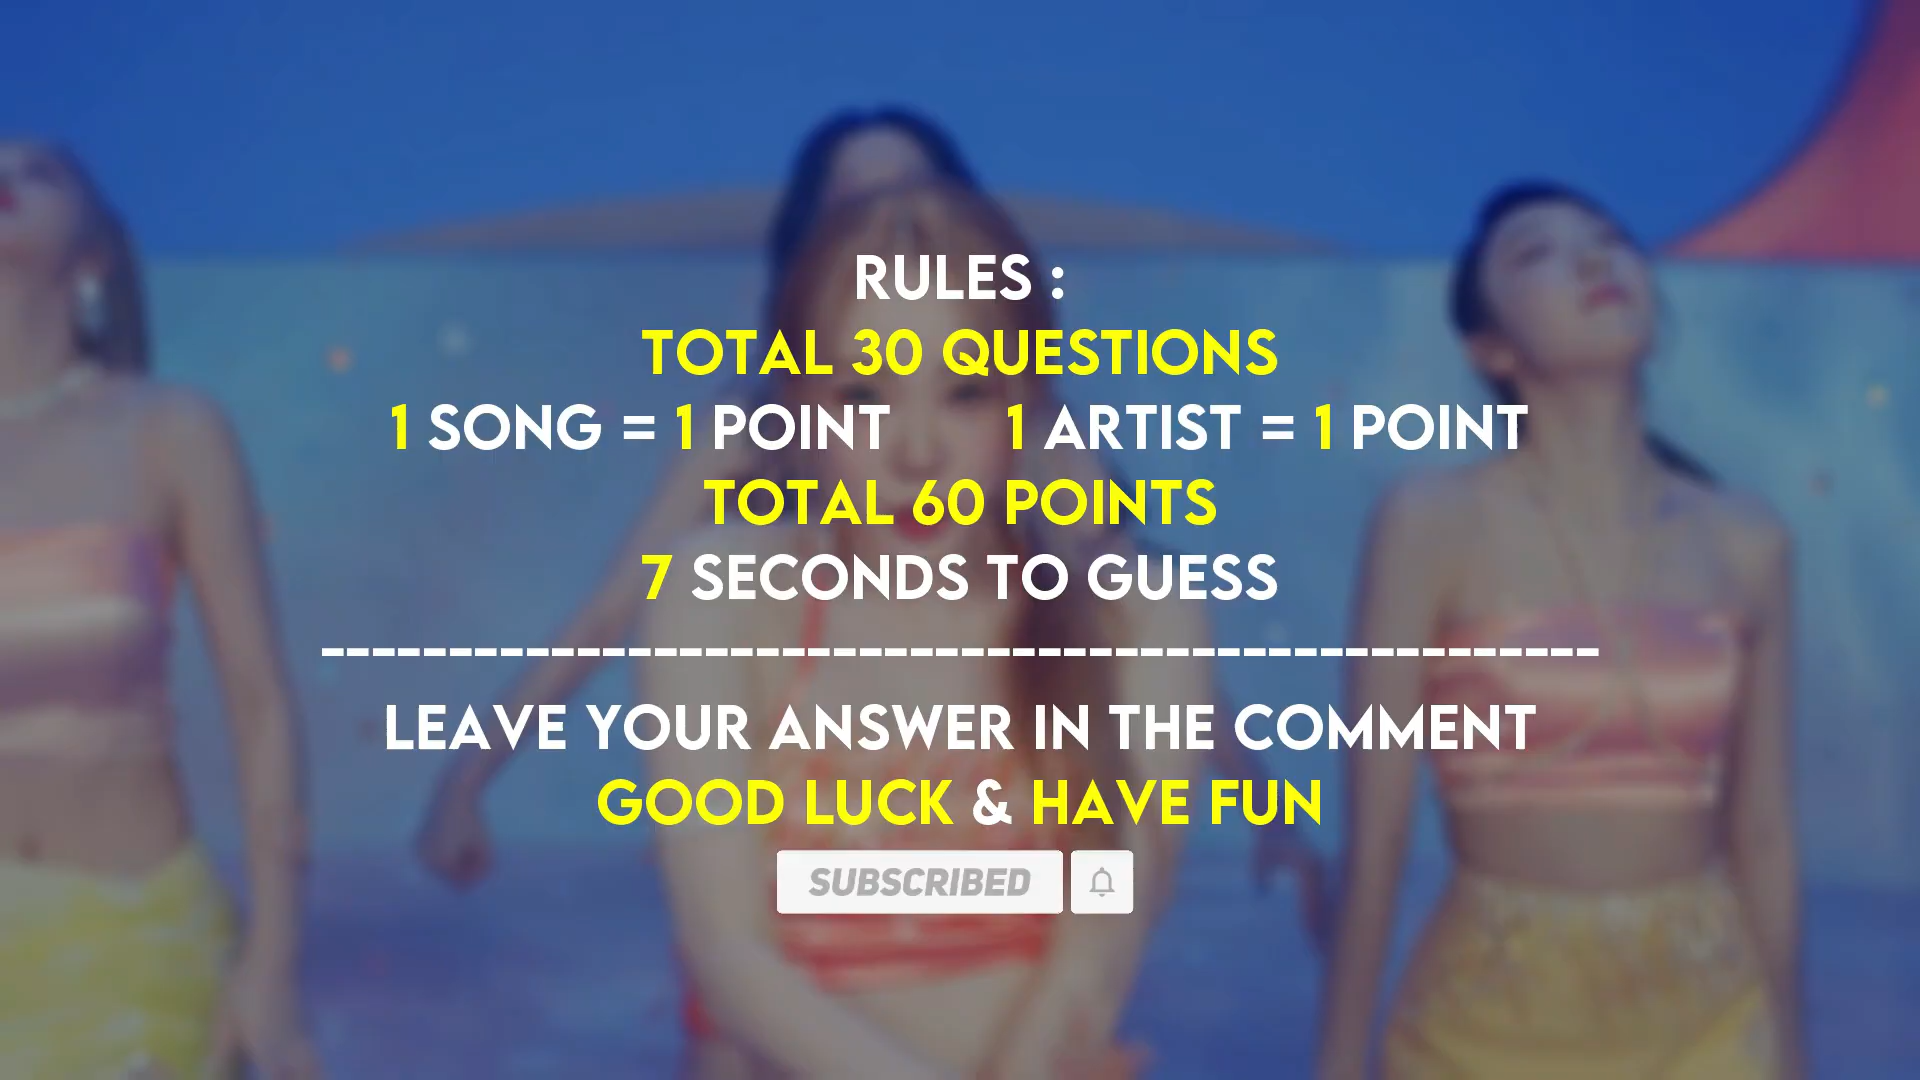 RULES :
TOTAL 30 QUESTIONS
1 SONG = 1 POINT 1 ARTIST = 1 POINT
TOTAL 60 POINTS
7 SECONDS TO GUESS
--------------------------------------------------
LEAVE YOUR ANSWER IN THE COMMENT
GOOD LUCK & HAVE FUN
SUBSCRIBED